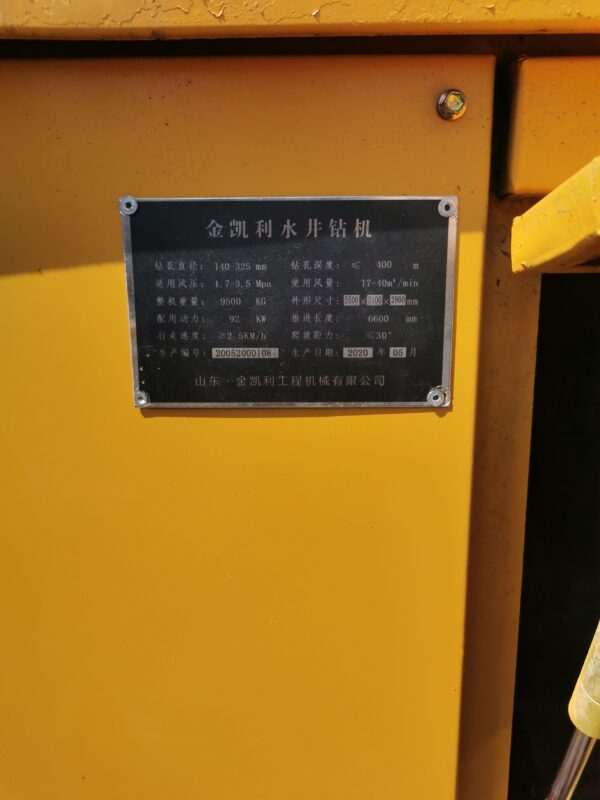 金凯利水井钻机
钻孔直径: 140-325 mm 钻孔深度: ≤ 400 m
适用风压: 1.7-3.5 Mpa 使用风量: 17-40m³/min
整机重量: 9500 KG 外形尺寸: 5500×2100×2800mm
配用动力: 92 KW 推进长度: 6600 mm
行走速度: ≥2.5KM/h 爬坡距力: ≤30°
生产编号: 20052000108 生产日期: 2020 年 05 月
山东·金凯利工程机械有限公司